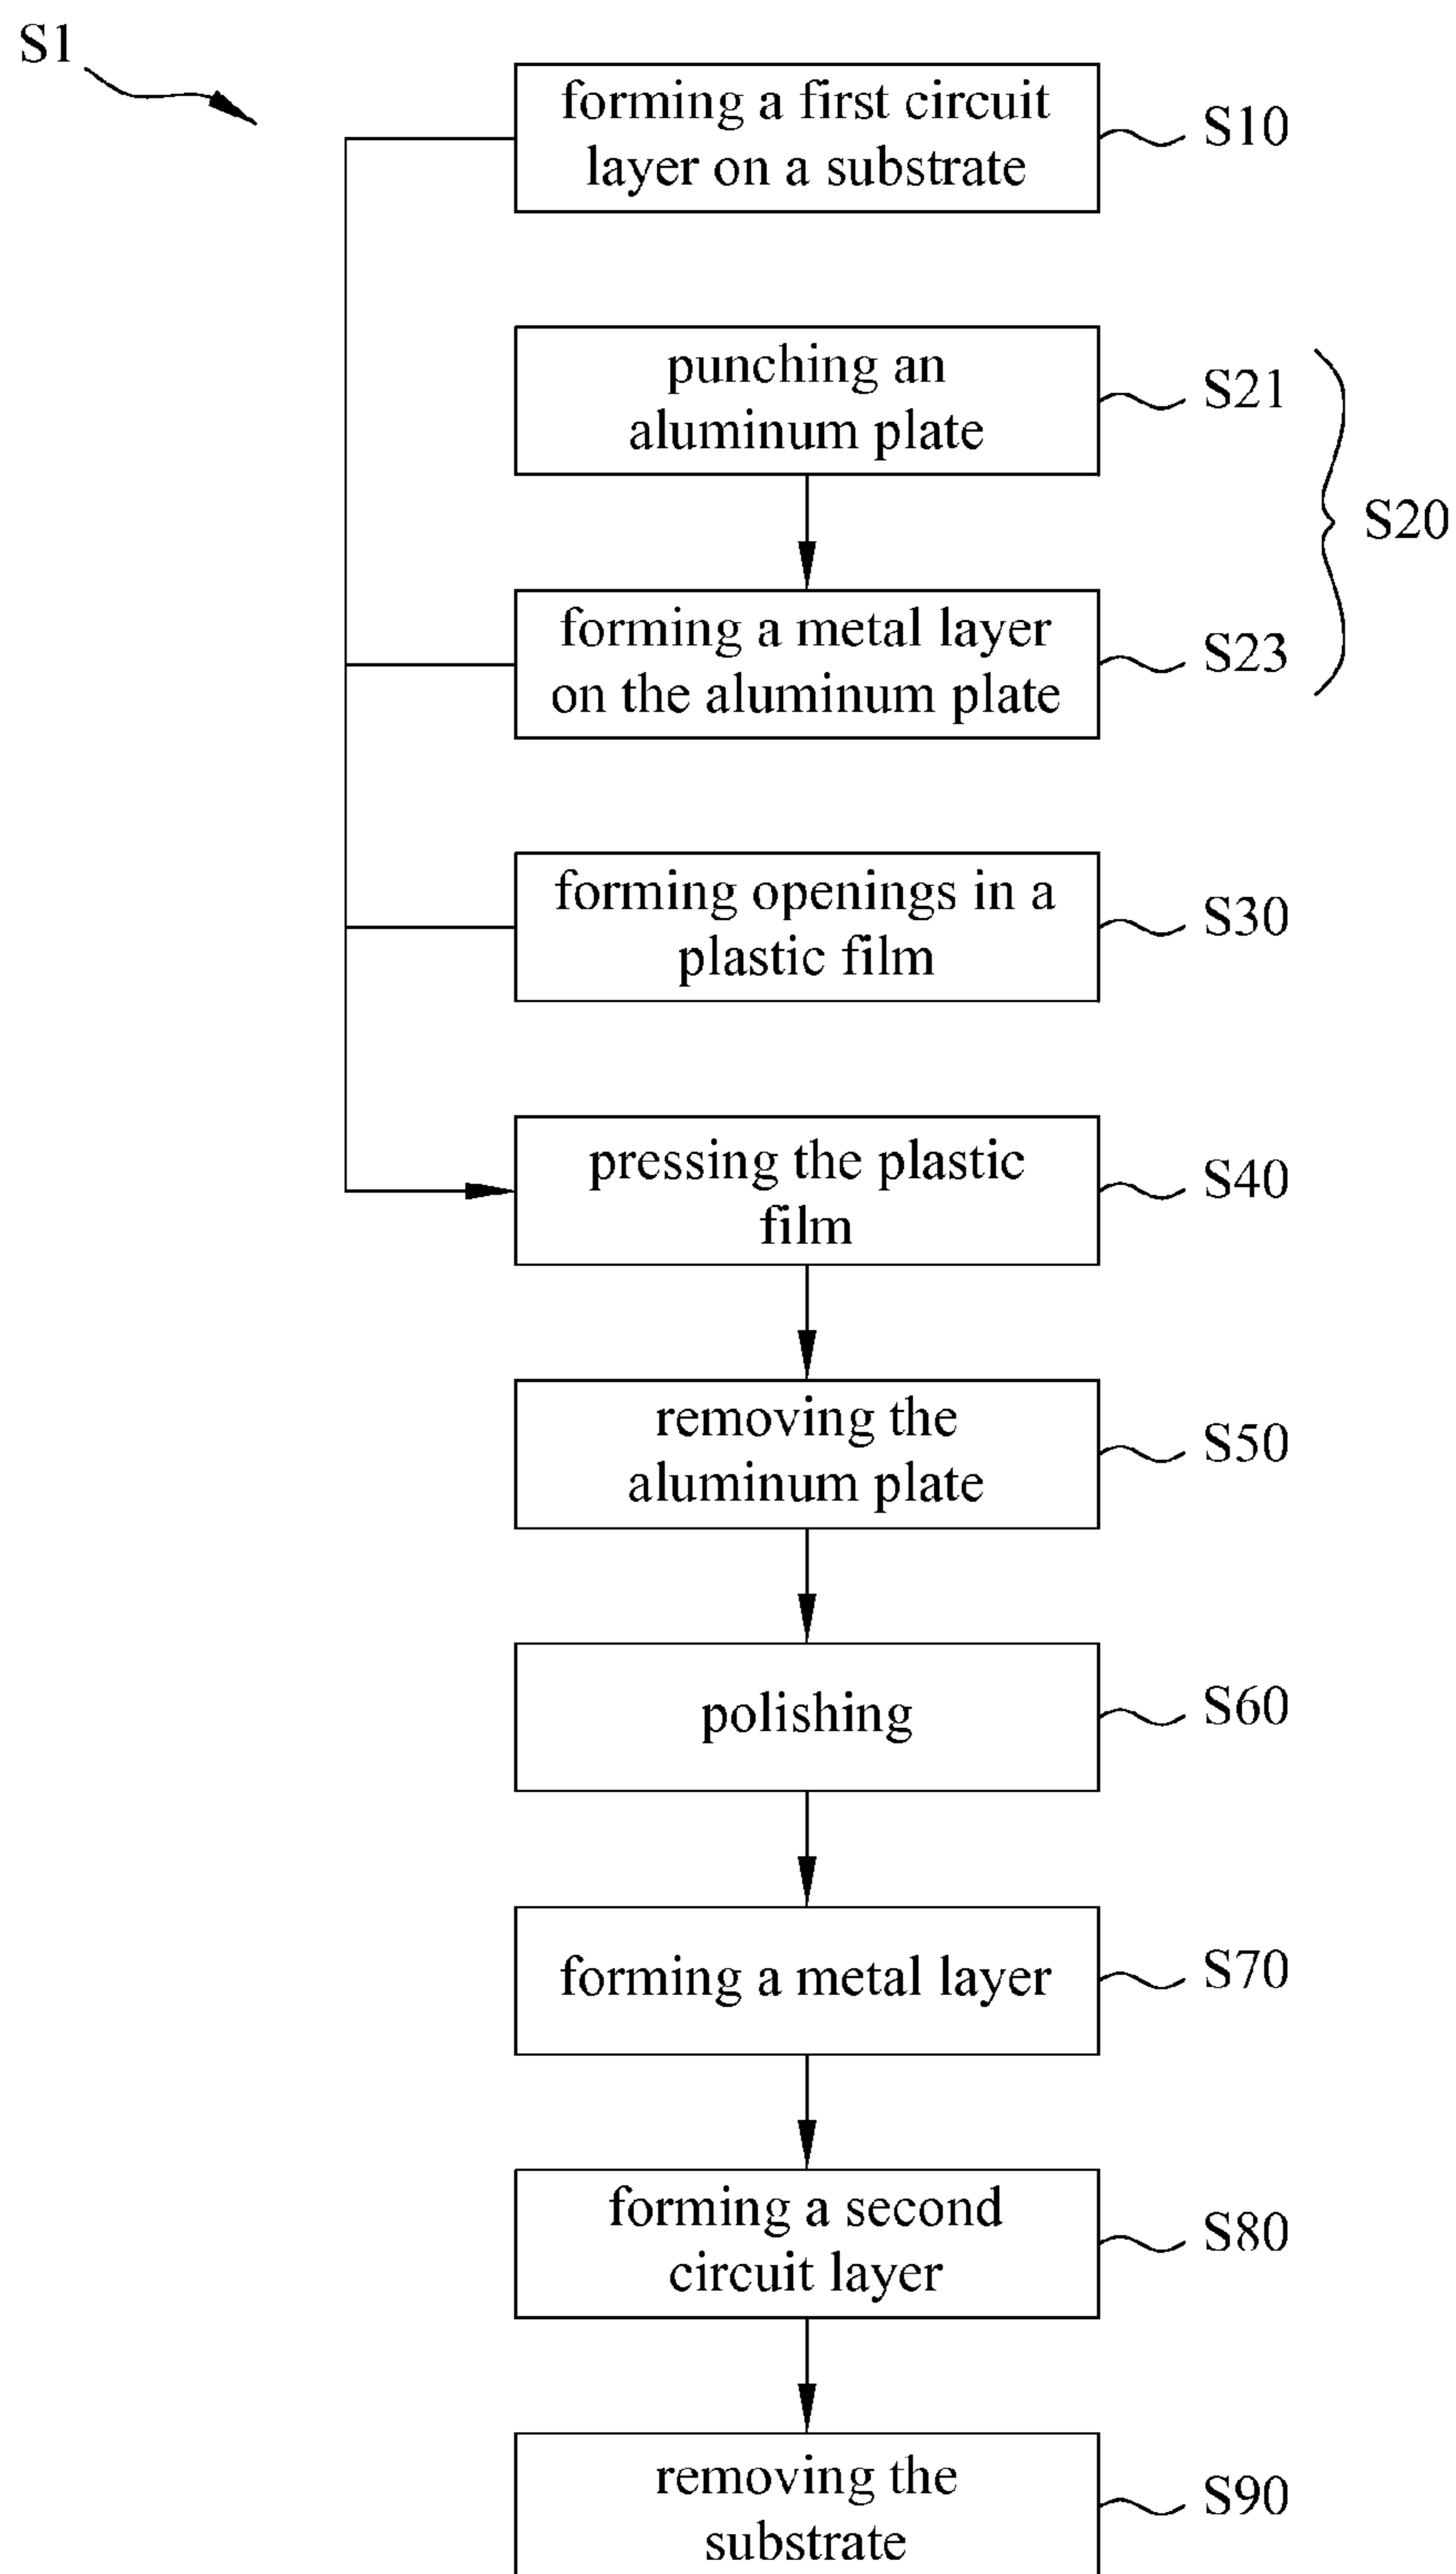 S1
forming a first circuit
layer on a substrate
S10
punching an
aluminum plate
S21
S20
forming a metal layer
on the aluminum plate
S23
forming openings in a
plastic film
S30
pressing the plastic
film
S40
removing the
aluminum plate
S50
polishing
S60
forming a metal layer
S70
forming a second
circuit layer
S80
removing the
substrate
S90